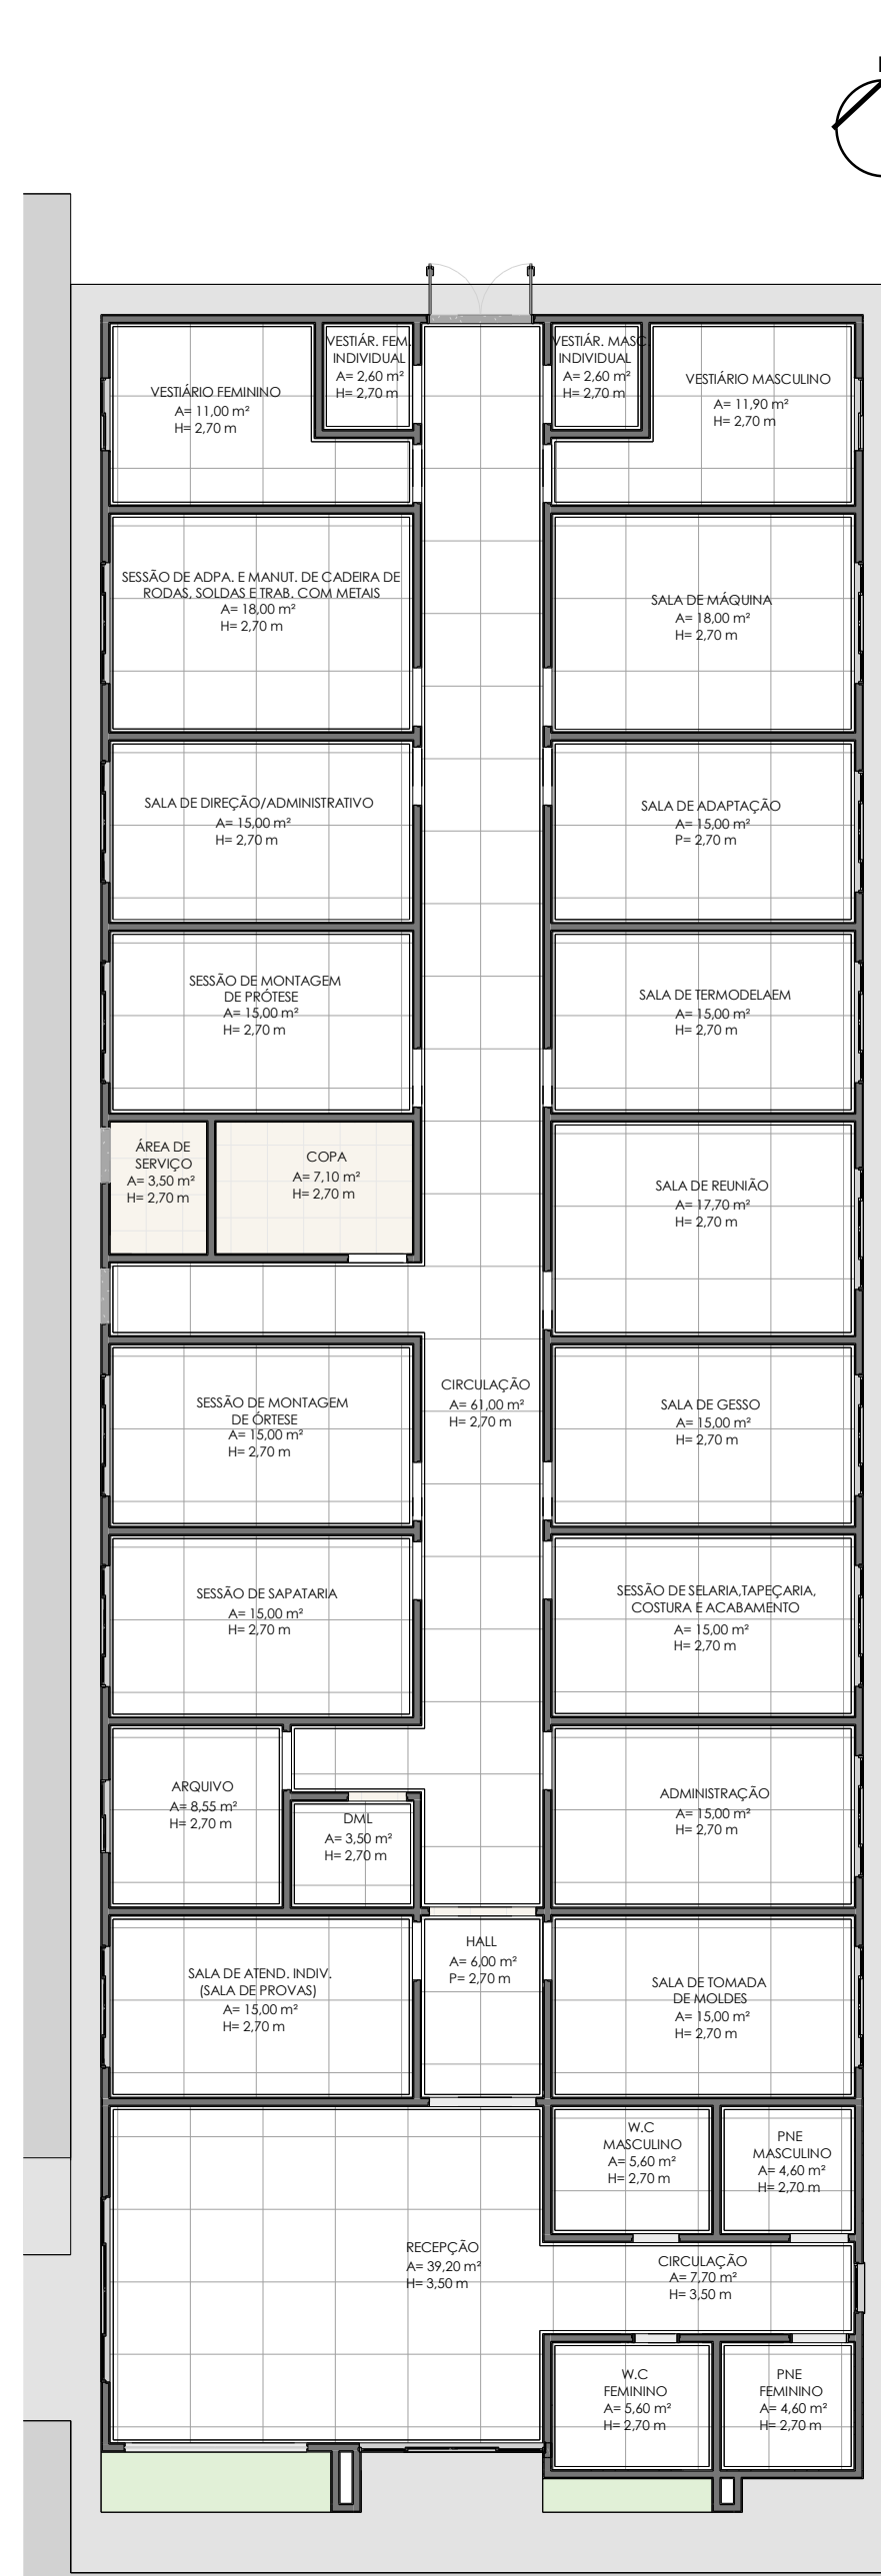 VESTIÁRIO FEMININO
A= 11,00 m²
H= 2,70 m
VESTIÁR. FEM.
INDIVIDUAL
A= 2,60 m²
H= 2,70 m
VESTIÁR. MASC
INDIVIDUAL
A= 2,60 m²
H= 2,70 m
VESTIÁRIO MASCULINO
A= 11,90 m²
H= 2,70 m
SESSÃO DE ADPA. E MANUT. DE CADEIRA DE
RODAS, SOLDAS E TRAB. COM METAIS
A= 18,00 m²
H= 2,70 m
SALA DE MÁQUINA
A= 18,00 m²
H= 2,70 m
SALA DE DIREÇÃO/ADMINISTRATIVO
A= 15,00 m²
H= 2,70 m
SALA DE ADAPTAÇÃO
A= 15,00 m²
P= 2,70 m
SESSÃO DE MONTAGEM
DE PRÓTESE
A= 15,00 m²
H= 2,70 m
SALA DE TERMODELAEM
A= 15,00 m²
H= 2,70 m
ÁREA DE
SERVIÇO
A= 3,50 m²
H= 2,70 m
COPA
A= 7,10 m²
H= 2,70 m
SALA DE REUNIÃO
A= 17,70 m²
H= 2,70 m
CIRCULAÇÃO
A= 61,00 m²
H= 2,70 m
SESSÃO DE MONTAGEM
DE ÓRTESE
A= 15,00 m²
H= 2,70 m
SALA DE GESSO
A= 15,00 m²
H= 2,70 m
SESSÃO DE SAPATARIA
A= 15,00 m²
H= 2,70 m
SESSÃO DE SELARIA,TAPEÇARIA,
COSTURA E ACABAMENTO
A= 15,00 m²
H= 2,70 m
ARQUIVO
A= 8,55 m²
H= 2,70 m
DML
A= 3,50 m²
H= 2,70 m
ADMINISTRAÇÃO
A= 15,00 m²
H= 2,70 m
HALL
A= 6,00 m²
P= 2,70 m
SALA DE ATEND. INDIV.
(SALA DE PROVAS)
A= 15,00 m²
H= 2,70 m
SALA DE TOMADA
DE MOLDES
A= 15,00 m²
H= 2,70 m
W.C
MASCULINO
A= 5,60 m²
H= 2,70 m
PNE
MASCULINO
A= 4,60 m²
H= 2,70 m
RECEPÇÃO
A= 39,20 m²
H= 3,50 m
CIRCULAÇÃO
A= 7,70 m²
H= 3,50 m
W.C
FEMININO
A= 5,60 m²
H= 2,70 m
PNE
FEMININO
A= 4,60 m²
H= 2,70 m